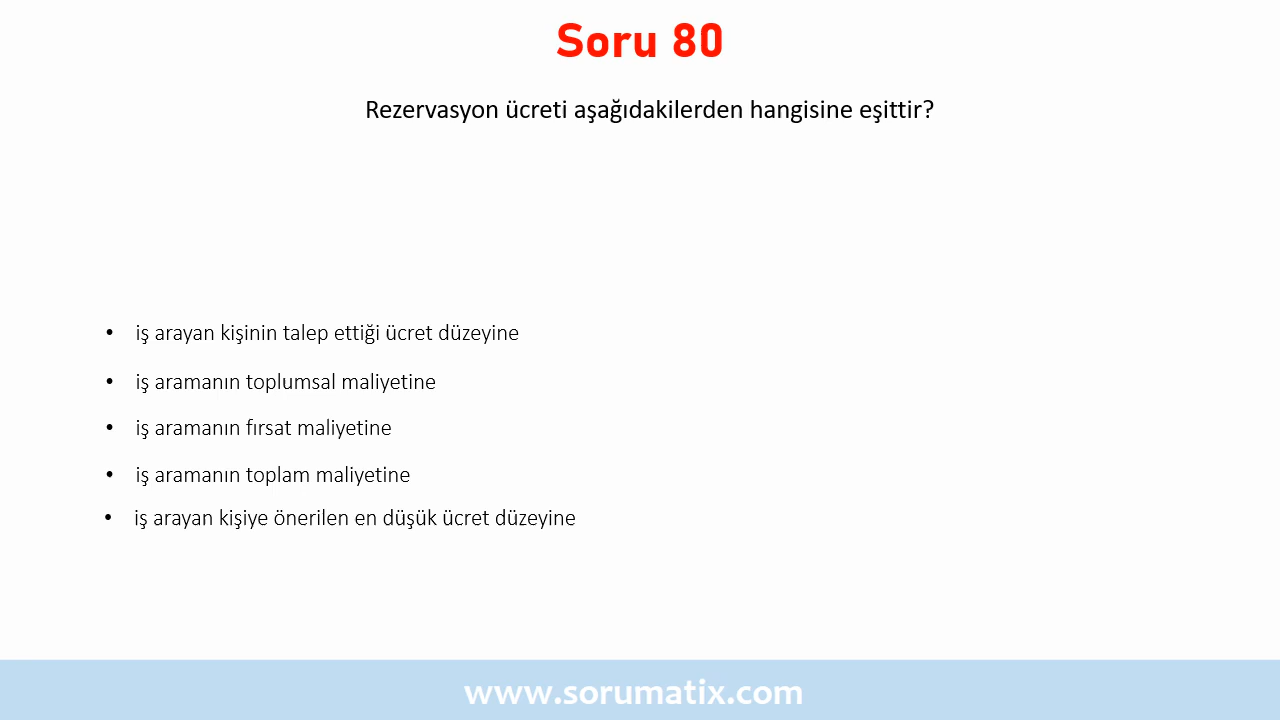 Soru 80
Rezervasyon ücreti aşağıdakilerden hangisine eşittir?
• iş arayan kişinin talep ettiği ücret düzeyine
• iş aramanın toplumsal maliyetine
• iş aramanın fırsat maliyetine
• iş aramanın toplam maliyetine
• iş arayan kişiye önerilen en düşük ücret düzeyine
www.sorumatix.com